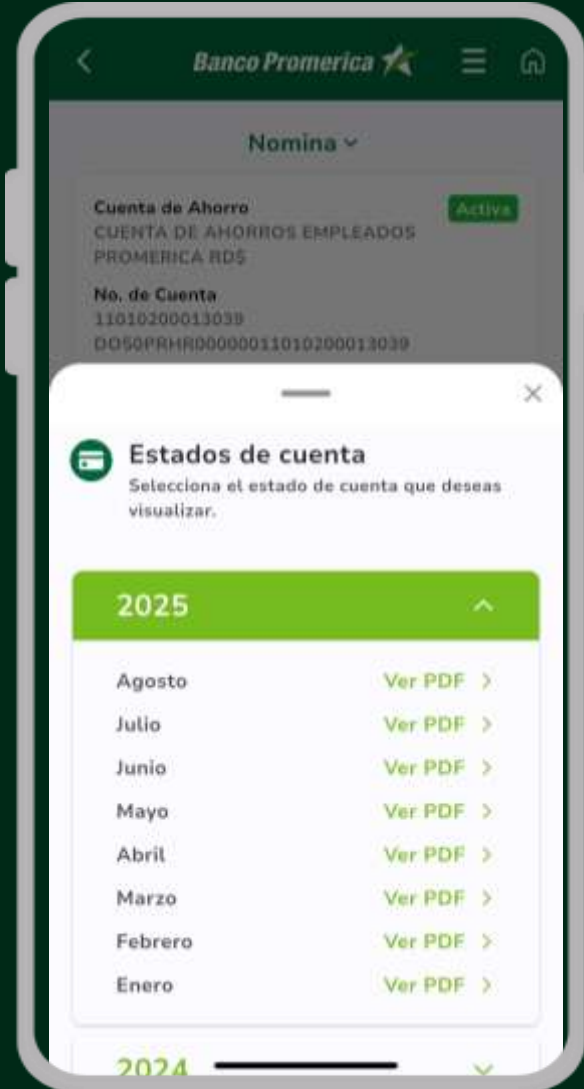 Banco Promerica
Nomina
Cuenta de Ahorro
Activa
CUENTA DE AHORROS EMPLEADOS
PROMERICA RD$
No. de Cuenta
11010200013039
DO50PRHR00000011010200013039
Estados de cuenta
Selecciona el estado de cuenta que deseas
visualizar.
2025
Agosto Ver PDF >
Julio Ver PDF >
Junio Ver PDF >
Mayo Ver PDF >
Abril Ver PDF >
Marzo Ver PDF >
Febrero Ver PDF >
Enero Ver PDF >
2024